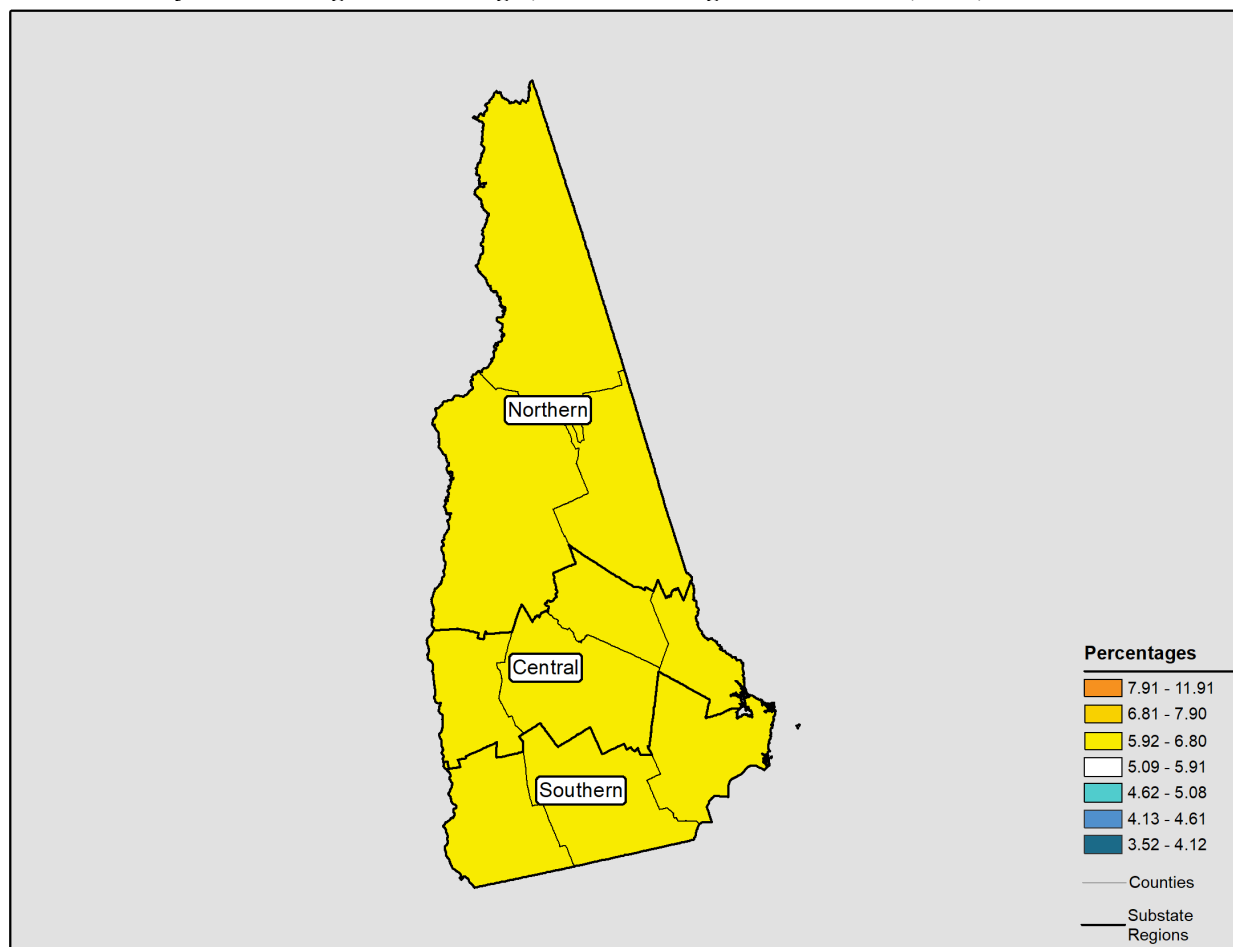 Northern
Central
Southern
Percentages
7.91 - 11.91
6.81 - 7.90
5.92 - 6.80
5.09 - 5.91
4.62 - 5.08
4.13 - 4.61
3.52 - 4.12
Counties
Substate
Regions